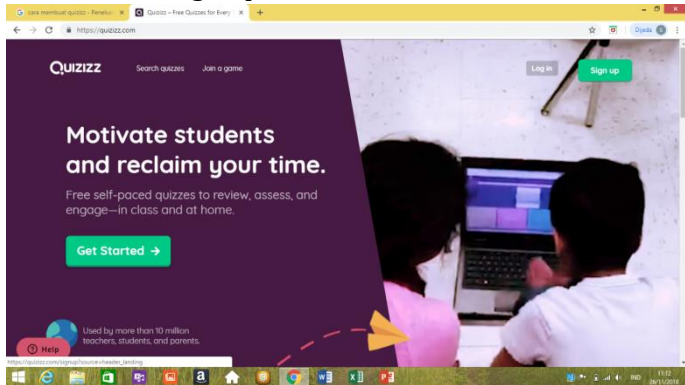 cara membuat quizizz - Penelus
Quizizz – Free Quizzes for Every
https://quizizz.com
Dijeda
QUIZIZZ
Search quizzes
Join a game
Log in
Sign up
Motivate students
and reclaim your time.
Free self-paced quizzes to review, assess, and
engage—in class and at home.
Get Started →
Used by more than 10 million
teachers, students, and parents.
Help
https://quizizz.com/signup?source=header_landing
IND
11:12
26/11/2018